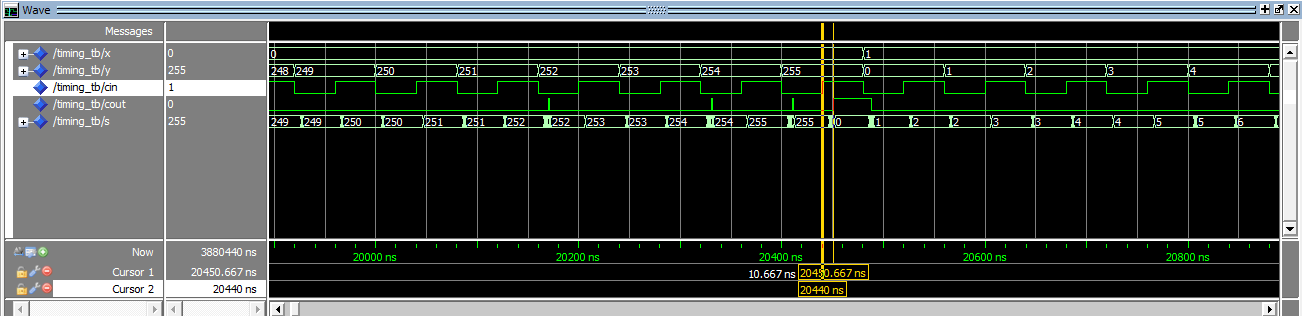 Wave
Messages
/timing_tb/x 0 0 1
/timing_tb/y 255 248 249 250 251 252 253 254 255 0 1 2 3 4
/timing_tb/cin 1
/timing_tb/cout 0
/timing_tb/s 255 249 249 250 250 251 251 252 252 253 253 254 254 255 255 0 1 2 2 3 3 4 4 5 5 6
Now 3880440 ns 20000 ns 20200 ns 20400 ns 20600 ns 20800 ns
Cursor 1 20450.667 ns 10.667 ns 20450.667 ns
Cursor 2 20440 ns 20440 ns